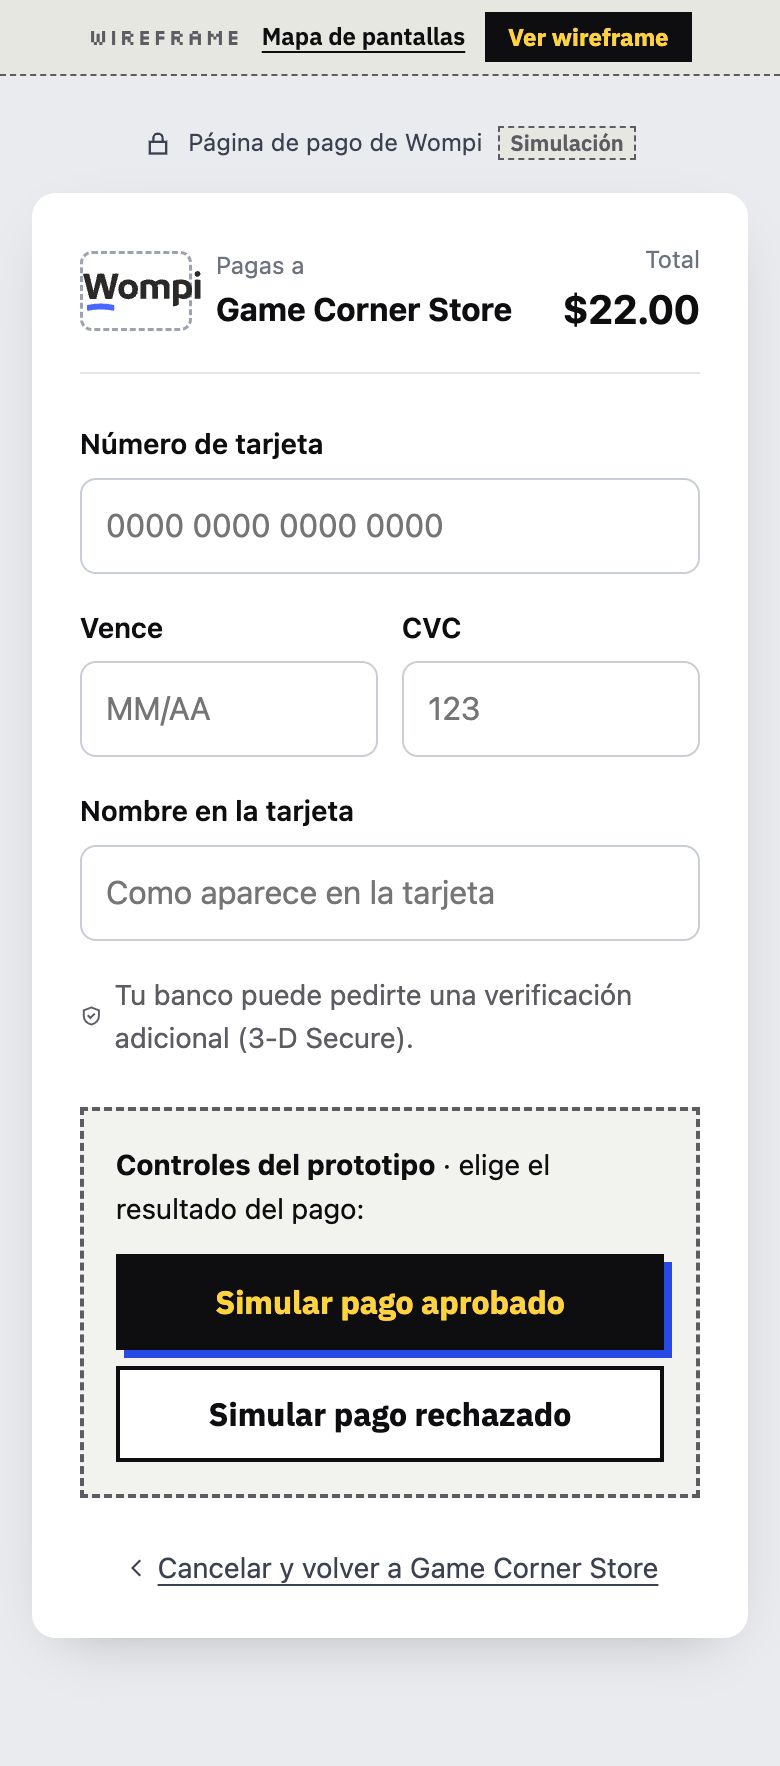 WIREFRAME Mapa de pantallas Ver wireframe
Página de pago de Wompi Simulación
Wompi
Pagas a
Game Corner Store
Total
$22.00
Número de tarjeta
0000 0000 0000 0000
Vence
MM/AA
CVC
123
Nombre en la tarjeta
Como aparece en la tarjeta
Tu banco puede pedirte una verificación
adicional (3-D Secure).
Controles del prototipo · elige el
resultado del pago:
Simular pago aprobado
Simular pago rechazado
Cancelar y volver a Game Corner Store